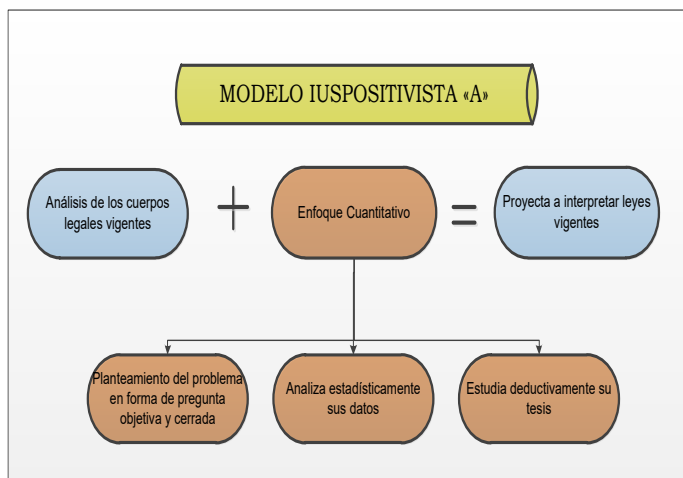 MODELO IUSPOSITIVISTA «A»
Análisis de los cuerpos
legales vigentes
+
Enfoque Cuantitativo
=
Proyecta a interpretar leyes
vigentes
Planteamiento del problema
en forma de pregunta
objetiva y cerrada
Analiza estadísticamente
sus datos
Estudia deductivamente su
tesis